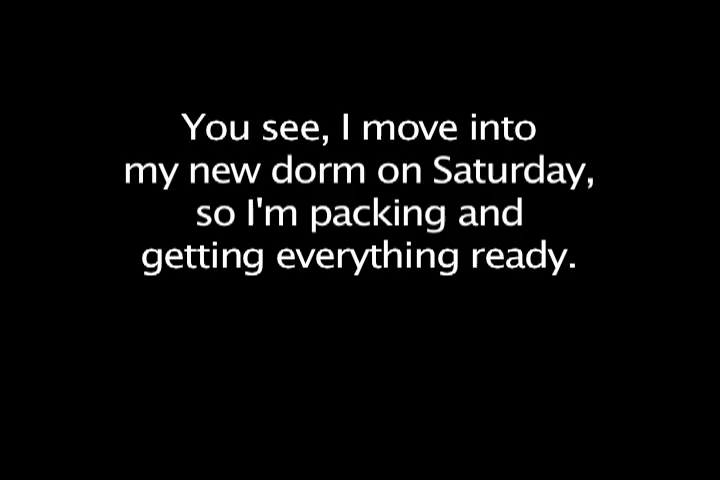 You see, I move into
my new dorm on Saturday,
so I'm packing and
getting everything ready.